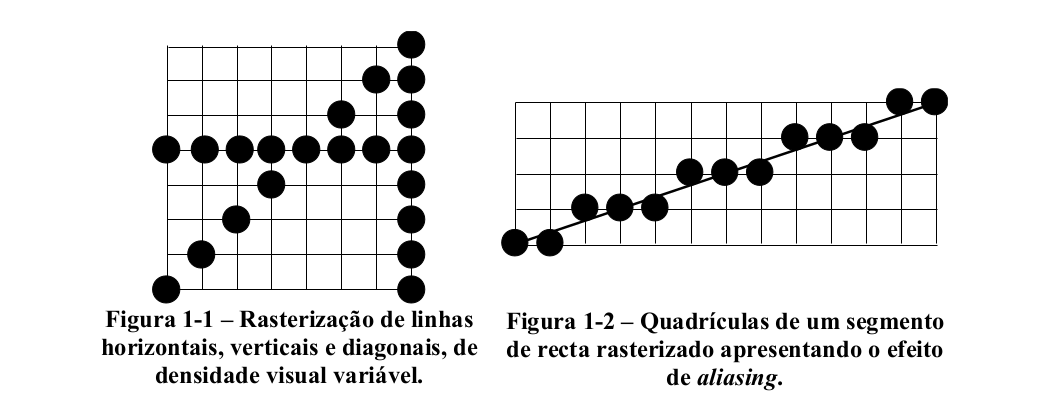 Figura 1-1 – Rasterização de linhas
horizontais, verticais e diagonais, de
densidade visual variável.
Figura 1-2 – Quadrículas de um segmento
de recta rasterizado apresentando o efeito
de aliasing.